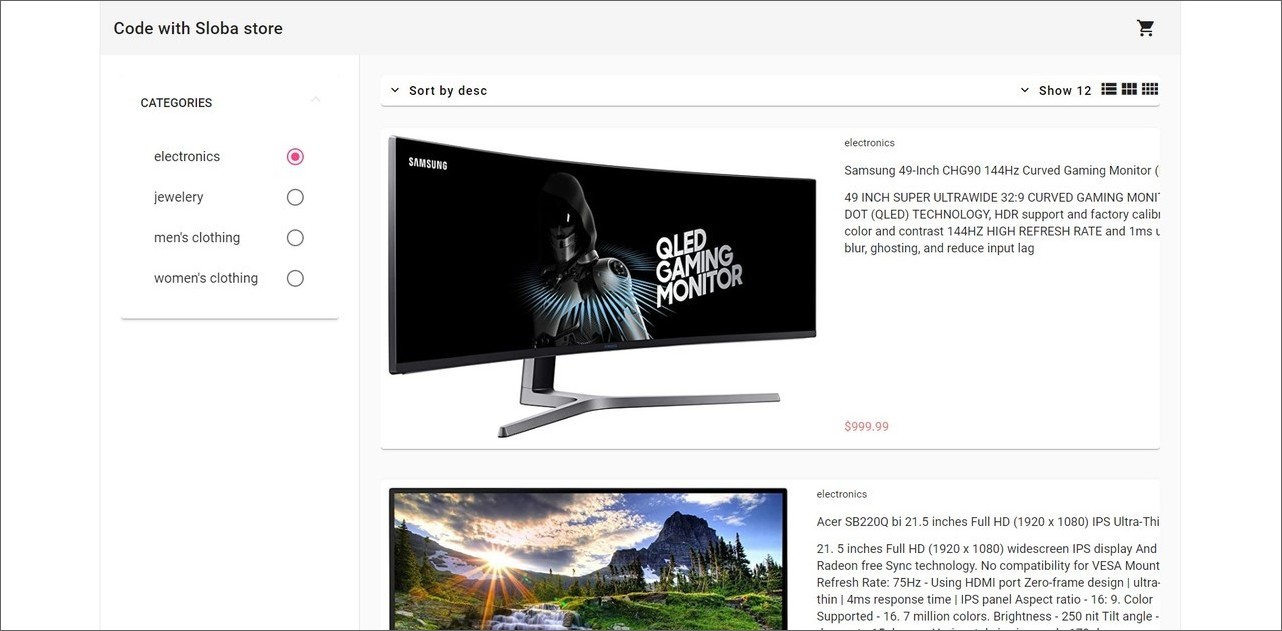 Code with Sloba store
CATEGORIES
electronics
jewelery
men's clothing
women's clothing
Sort by desc
Show 12
SAMSUNG
QLED
GAMING
MONITOR
electronics
Samsung 49-Inch CHG90 144Hz Curved Gaming Monitor (
49 INCH SUPER ULTRAWIDE 32:9 CURVED GAMING
DOT (QLED) TECHNOLOGY, HDR support and factory
color and contrast 144HZ HIGH REFRESH RATE and 1ms
blur, ghosting, and reduce input lag
$999.99
electronics
Acer SB220Q bi 21.5 inches Full HD (1920 x 1080) IPS
21. 5 inches Full HD (1920 x 1080) widescreen IPS display And
Radeon free Sync technology. No compatibility for VESA Mount
Refresh Rate: 75Hz - Using HDMI port Zero-frame design | ultra-
thin | 4ms response time | IPS panel Aspect ratio - 16: 9. Color
Supported - 16. 7 million colors. Brightness - 250 nit Tilt angle -